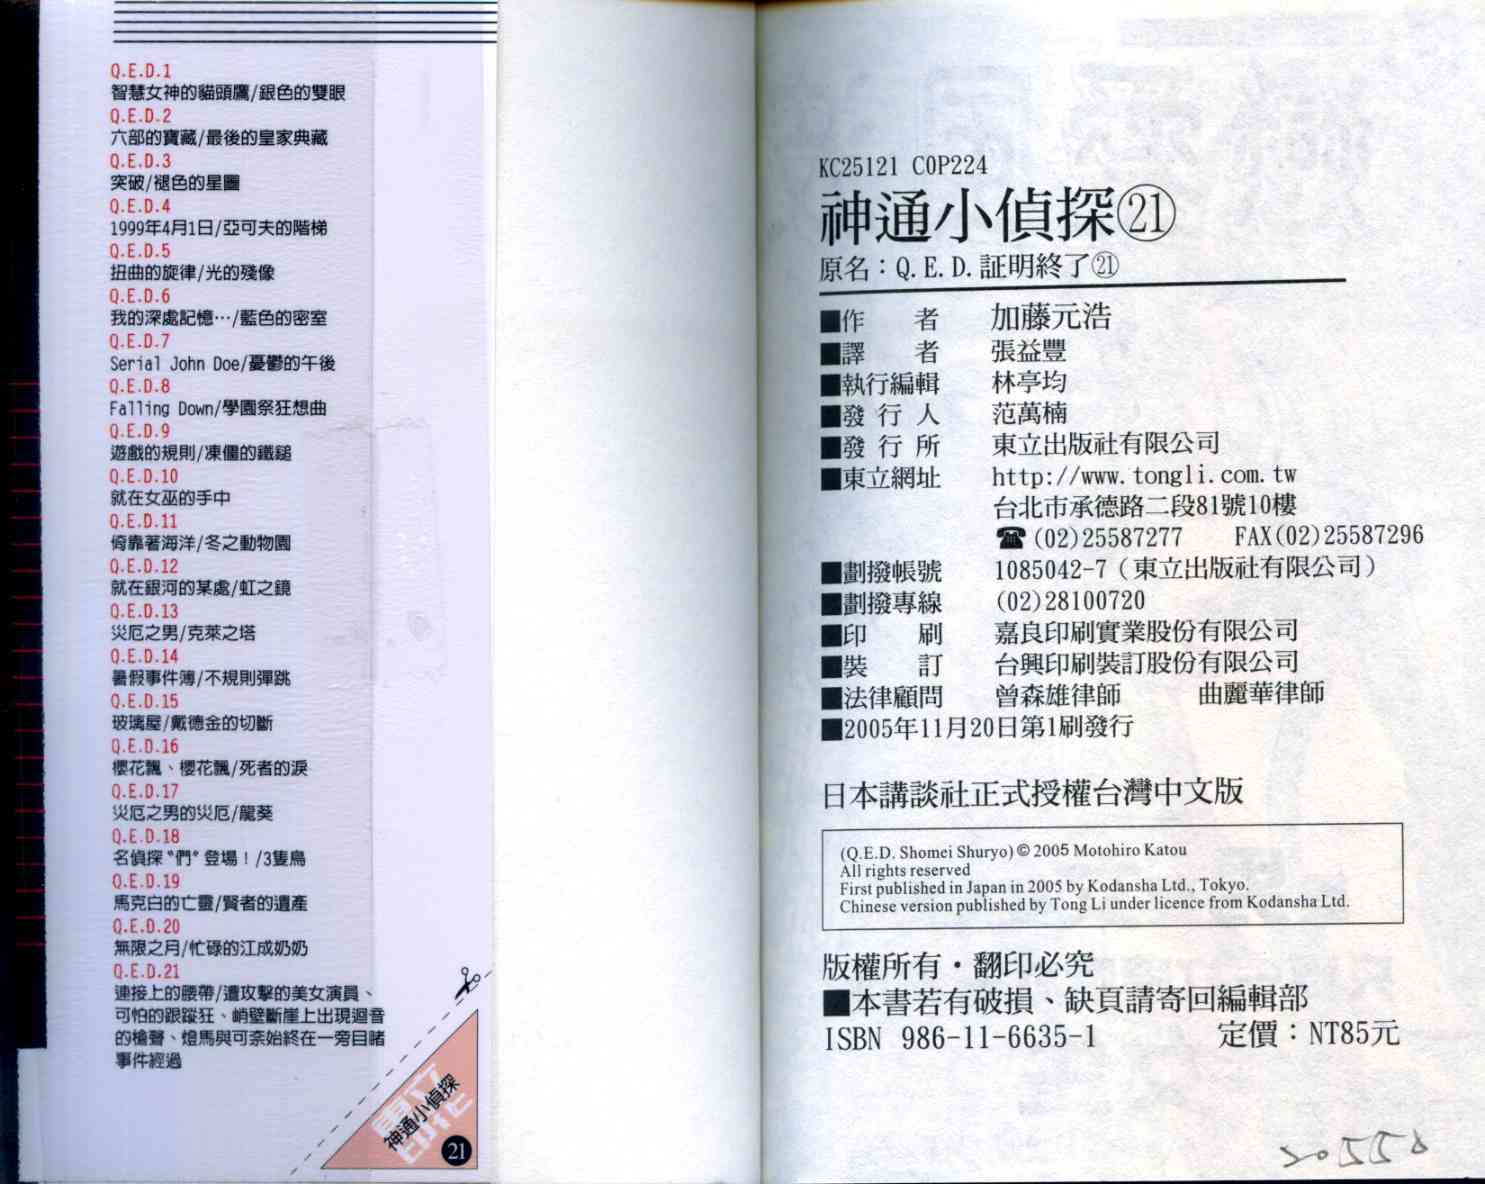 Q.E.D.1
智慧女神的貓頭鷹/銀色的雙眼
Q.E.D.2
六部的寶藏/最後的皇家典藏
Q.E.D.3
突破/褪色的星圖
Q.E.D.4
1999年4月1日/亞可夫的階梯
Q.E.D.5
扭曲的旋律/光的殘像
Q.E.D.6
我的深處記憶…/藍色的密室
Q.E.D.7
Serial John Doe/憂鬱的午後
Q.E.D.8
Falling Down/學園祭狂想曲
Q.E.D.9
遊戲的規則/凍僵的鐵鎚
Q.E.D.10
就在女巫的手中
Q.E.D.11
倚靠著海洋/冬之動物園
Q.E.D.12
就在銀河的某處/虹之鏡
Q.E.D.13
災厄之男/克萊之塔
Q.E.D.14
暑假事件簿/不規則彈跳
Q.E.D.15
玻璃屋/戴德金的切斷
Q.E.D.16
櫻花飄、櫻花飄/死者的淚
Q.E.D.17
災厄之男的災厄/龍葵
Q.E.D.18
名偵探“們”登場！/3隻鳥
Q.E.D.19
馬克白的亡靈/賢者的遺產
Q.E.D.20
無限之月/忙碌的江成奶奶
Q.E.D.21
連接上的腰帶/遭攻擊的美女演員、
可怕的跟蹤狂、峭壁斷崖上出現迴音
的槍聲、燈馬與可奈始終在一旁目睹
事件經過
東立
神通小偵探
印花
21
KC25121 COP224
神通小偵探㉑
原名：Q.E.D.証明終了㉑
■作　者　加藤元浩
■譯　者　張益豐
■執行編輯　林亭均
■發行人　范萬楠
■發行所　東立出版社有限公司
■東立網址　http://www.tongli.com.tw
台北市承德路二段81號10樓
☎(02)25587277　FAX(02)25587296
■劃撥帳號　1085042-7（東立出版社有限公司）
■劃撥專線　(02)28100720
■印　刷　嘉良印刷實業股份有限公司
■裝　訂　台興印刷裝訂股份有限公司
■法律顧問　曾森雄律師　曲麗華律師
■2005年11月20日第1刷發行
日本講談社正式授權台灣中文版
(Q.E.D. Shomei Shuryo) © 2005 Motohiro Katou
All rights reserved
First published in Japan in 2005 by Kodansha Ltd., Tokyo.
Chinese version published by Tong Li under licence from Kodansha Ltd.
版權所有・翻印必究
■本書若有破損、缺頁請寄回編輯部
ISBN 986-11-6635-1　定價：NT85元